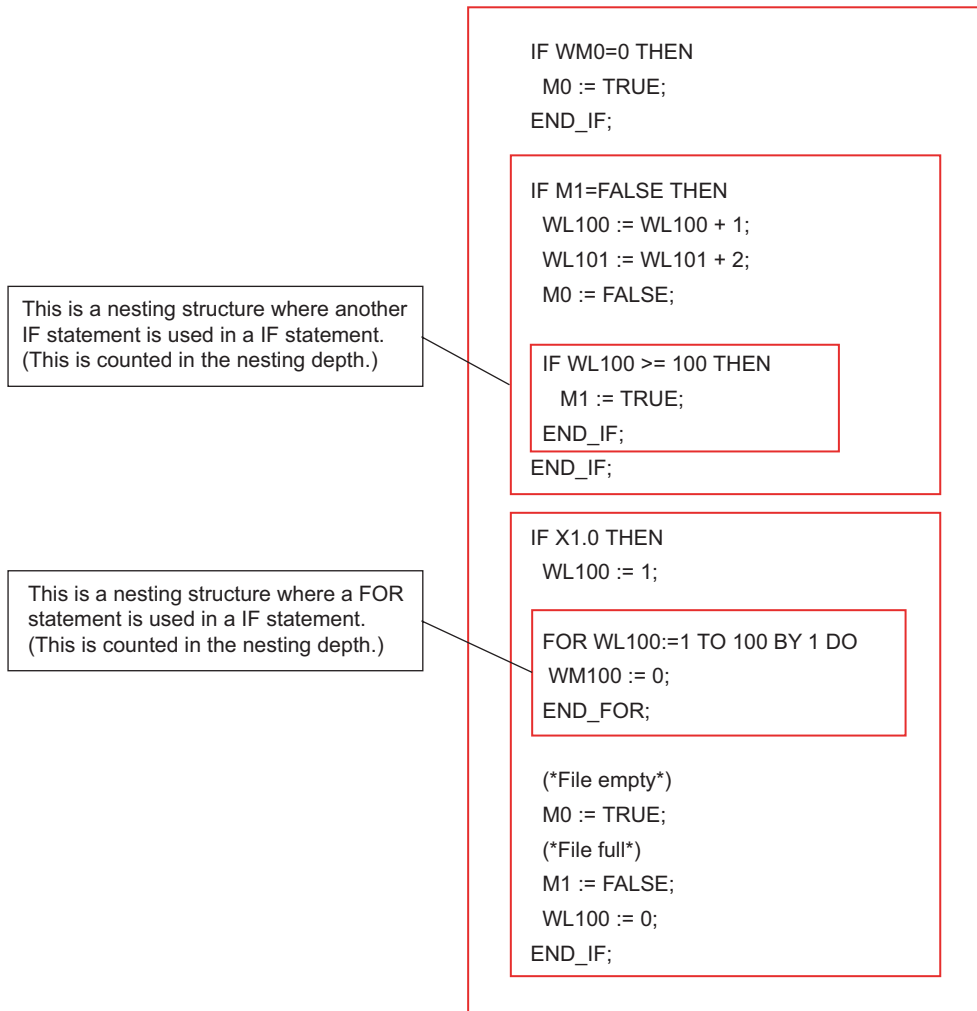 IF WM0=0 THEN
M0 := TRUE;
END_IF;
IF M1=FALSE THEN
WL100 := WL100 + 1;
WL101 := WL101 + 2;
M0 := FALSE;
This is a nesting structure where another
IF statement is used in a IF statement.
(This is counted in the nesting depth.)
IF WL100 >= 100 THEN
M1 := TRUE;
END_IF;
END_IF;
IF X1.0 THEN
WL100 := 1;
This is a nesting structure where a FOR
statement is used in a IF statement.
(This is counted in the nesting depth.)
FOR WL100:=1 TO 100 BY 1 DO
WM100 := 0;
END_FOR;
(*File empty*)
M0 := TRUE;
(*File full*)
M1 := FALSE;
WL100 := 0;
END_IF;